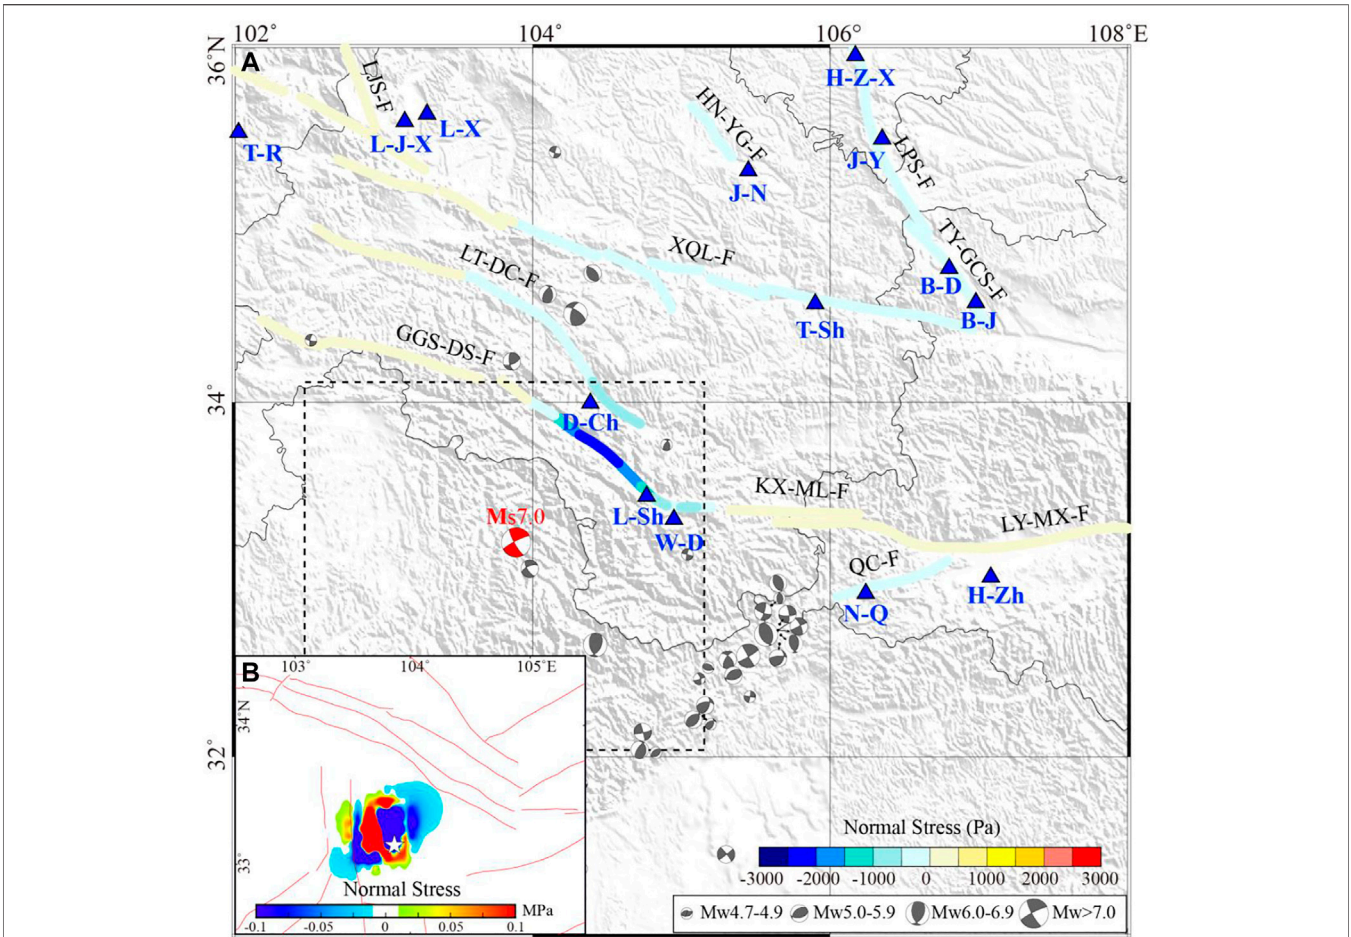 102°
104°
106°
108°E
36°N
A
LJS-F
H-Z-X
L-X
L-J-X
T-R
HN-YG-F
J-Y
LPS-F
J-N
TY-GCS-F
XQL-F
LT-DC-F
B-D
B-J
T-Sh
GGS-DS-F
34°
D-Ch
KX-ML-F
LY-MX-F
Ms7.0
L-Sh
W-D
QC-F
H-Zh
N-Q
32°
B
103°
104°
105°E
34°N
33°
Normal Stress
MPa
-0.1
-0.05
0
0.05
0.1
Normal Stress (Pa)
-3000
-2000
-1000
0
1000
2000
3000
Mw4.7-4.9
Mw5.0-5.9
Mw6.0-6.9
Mw>7.0